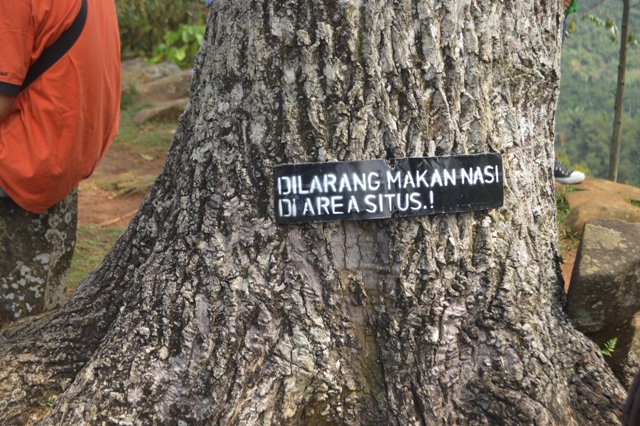 DILARANG MAKAN NASI
DI AREA SITUS.!